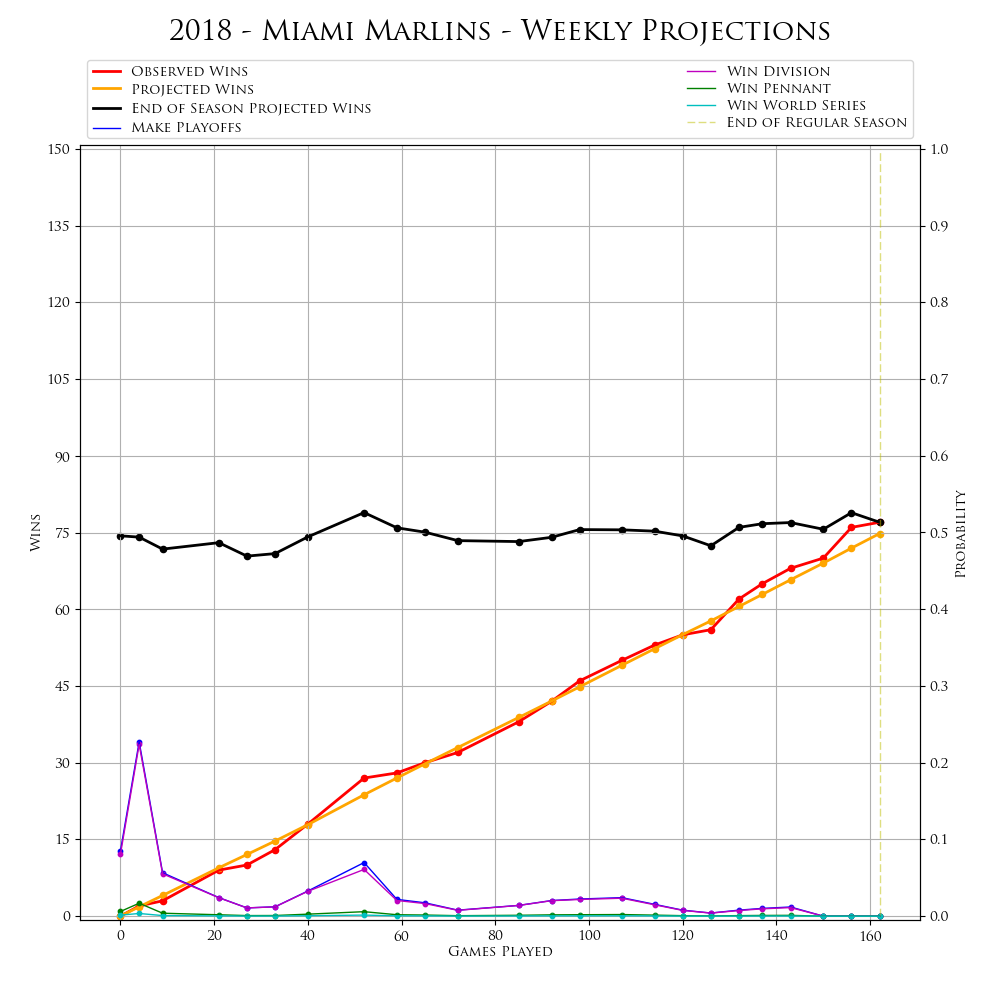 2018 - Miami Marlins - Weekly Projections
Observed Wins
Projected Wins
End of Season Projected Wins
Make Playoffs
Win Division
Win Pennant
Win World Series
End of Regular Season
150
135
120
105
90
75
60
45
30
15
0
Wins
1.0
0.9
0.8
0.7
0.6
0.5
0.4
0.3
0.2
0.1
0.0
Probability
0 20 40 60 80 100 120 140 160
Games Played